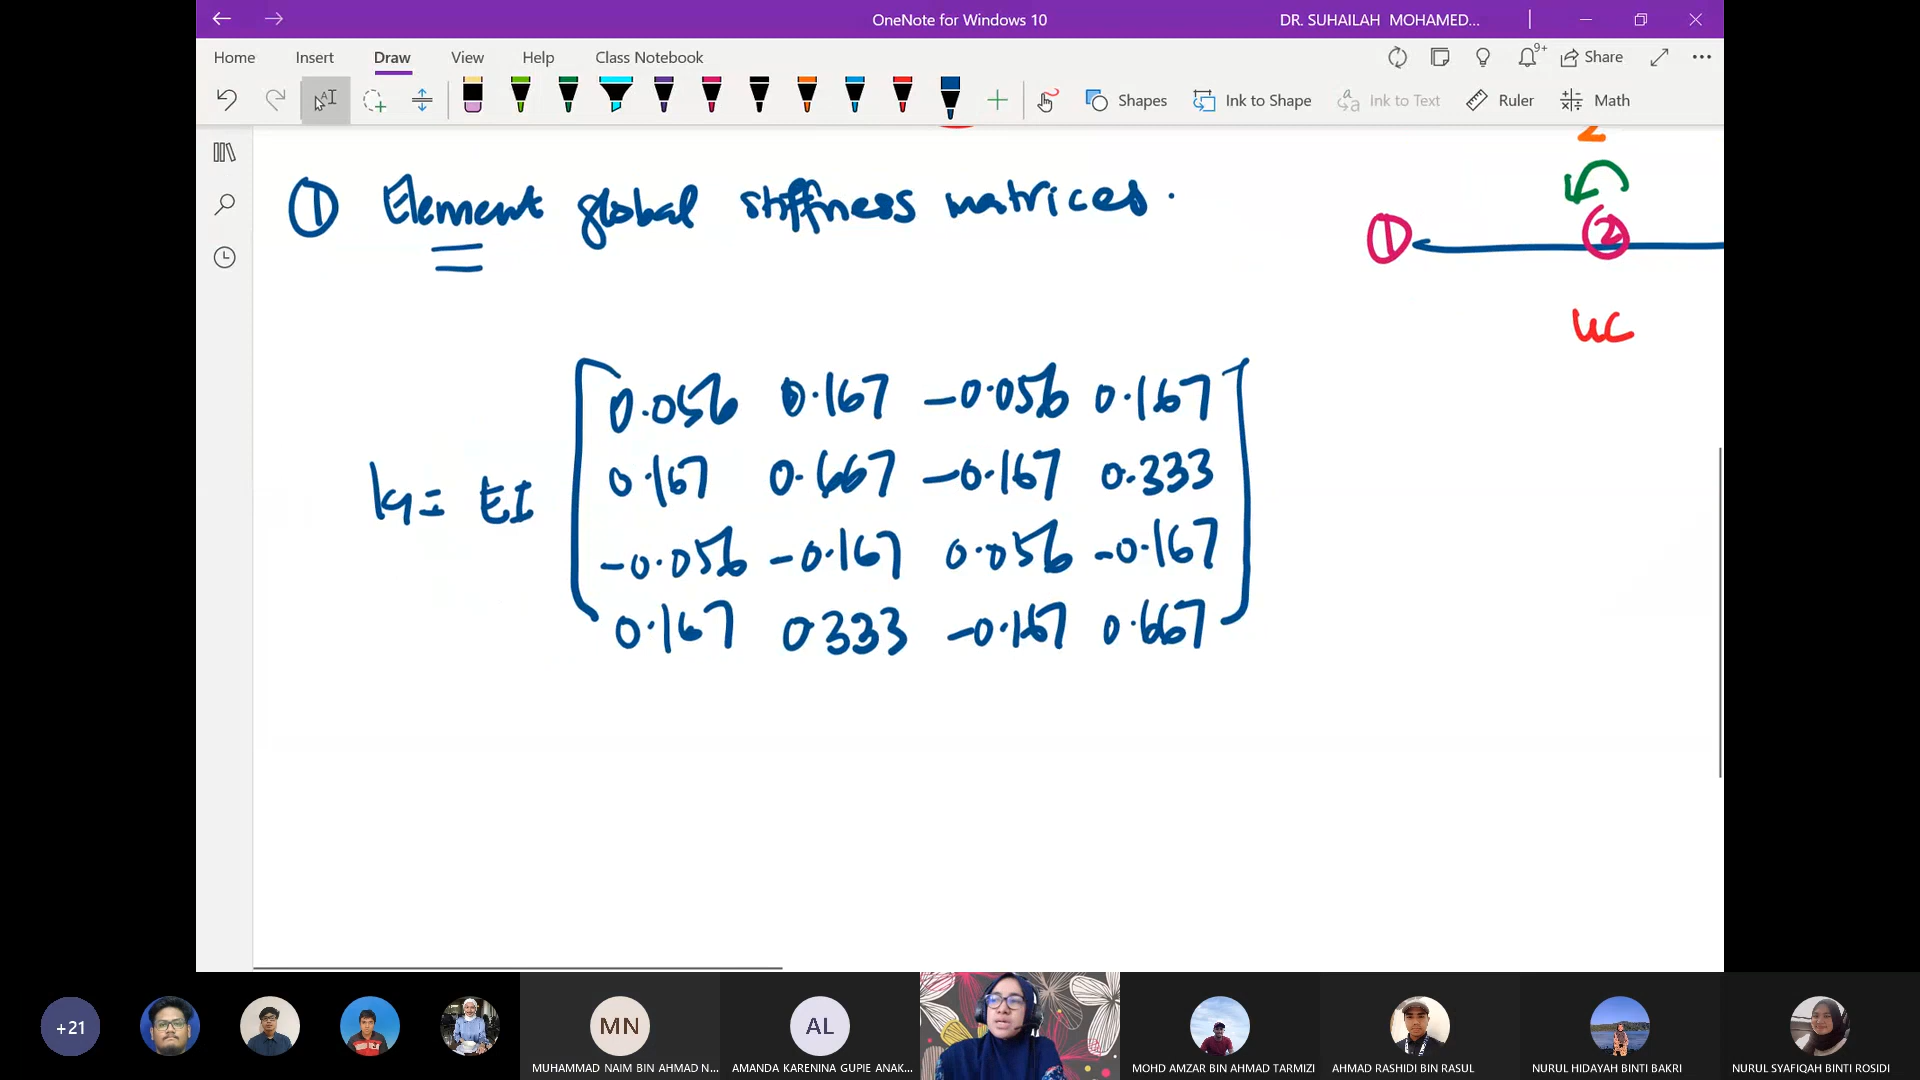 OneNote for Windows 10
DR. SUHAILAH MOHAMED...
Home Insert Draw View Help Class Notebook
9+ Share
Shapes Ink to Shape Ink to Text Ruler Math
2
① Element global stiffness matrices.
① ②
UC
k1 = EI
0.056 0.167 -0.056 0.167
0.167 0.667 -0.167 0.333
-0.056 -0.167 0.056 -0.167
0.167 0.333 -0.167 0.667
+21
MN
AL
MUHAMMAD NAIM BIN AHMAD N...
AMANDA KARENINA GUPIE ANAK...
MOHD AMZAR BIN AHMAD TARMIZI
AHMAD RASHIDI BIN RASUL
NURUL HIDAYAH BINTI BAKRI
NURUL SYAFIQAH BINTI ROSIDI